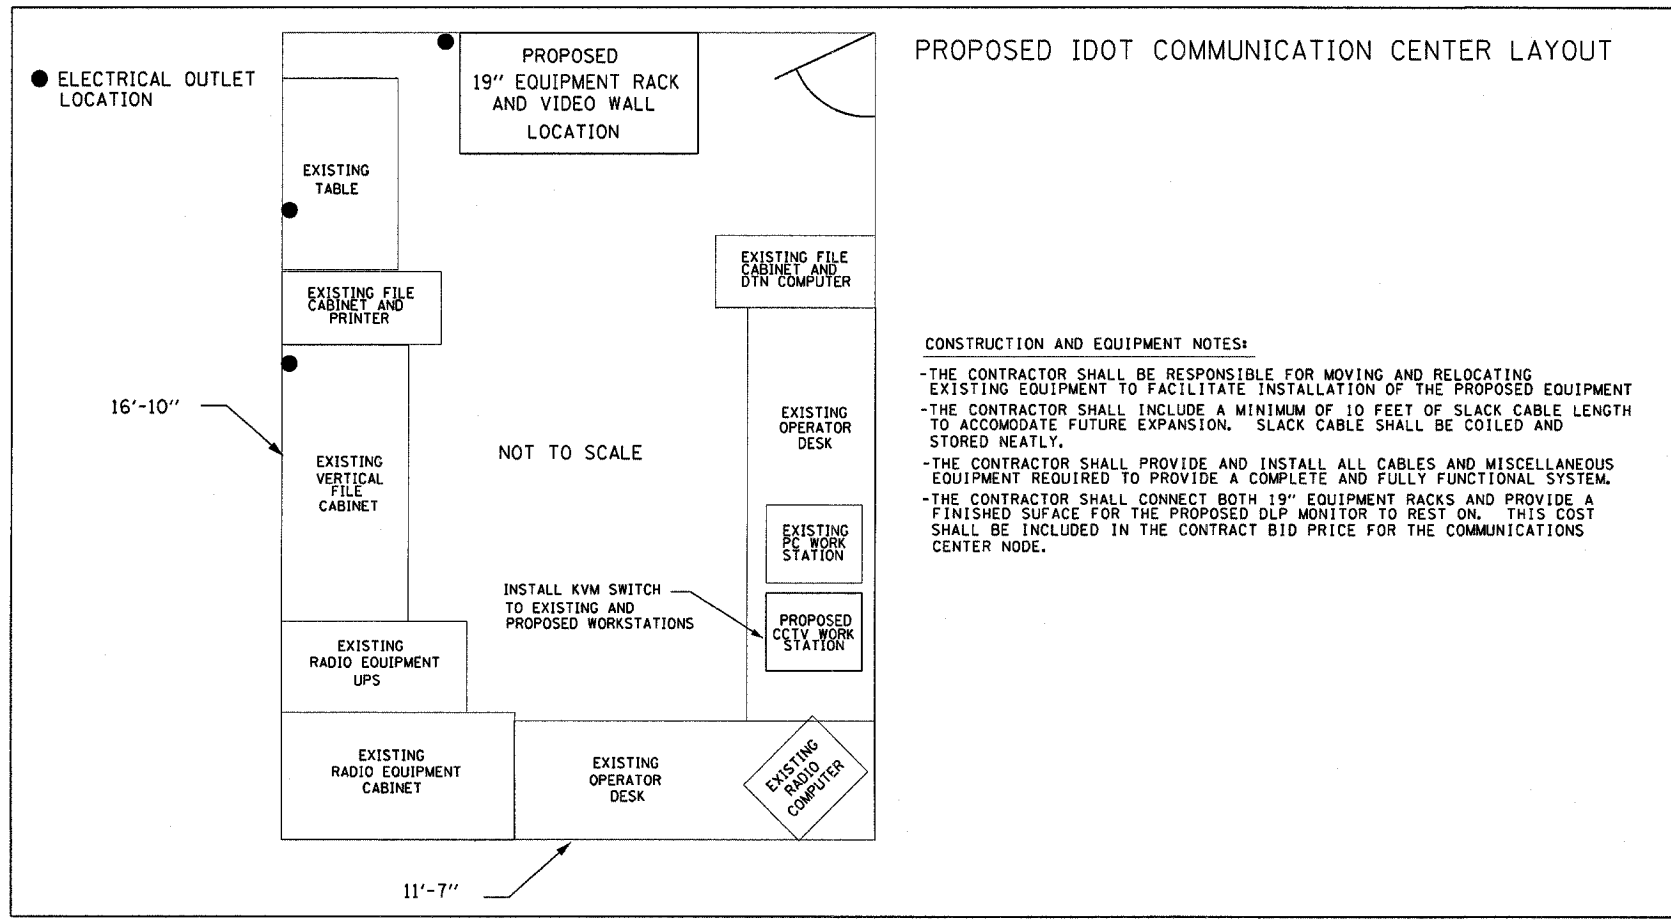 PROPOSED IDOT COMMUNICATION CENTER LAYOUT
ELECTRICAL OUTLET
LOCATION
PROPOSED
19" EQUIPMENT RACK
AND VIDEO WALL
LOCATION
EXISTING
TABLE
EXISTING FILE
CABINET AND
PRINTER
EXISTING FILE
CABINET AND
DTN COMPUTER
16'-10"
EXISTING
VERTICAL
FILE
CABINET
NOT TO SCALE
EXISTING
OPERATOR
DESK
EXISTING
PC WORK
STATION
INSTALL KVM SWITCH
TO EXISTING AND
PROPOSED WORKSTATIONS
PROPOSED
CCTV WORK
STATION
EXISTING
RADIO EQUIPMENT
UPS
EXISTING
RADIO EQUIPMENT
CABINET
EXISTING
OPERATOR
DESK
EXISTING
RADIO
COMPUTER
11'-7"
CONSTRUCTION AND EQUIPMENT NOTES:
-THE CONTRACTOR SHALL BE RESPONSIBLE FOR MOVING AND RELOCATING
EXISTING EQUIPMENT TO FACILITATE INSTALLATION OF THE PROPOSED EQUIPMENT
-THE CONTRACTOR SHALL INCLUDE A MINIMUM OF 10 FEET OF SLACK CABLE LENGTH
TO ACCOMODATE FUTURE EXPANSION. SLACK CABLE SHALL BE COILED AND
STORED NEATLY.
-THE CONTRACTOR SHALL PROVIDE AND INSTALL ALL CABLES AND MISCELLANEOUS
EQUIPMENT REQUIRED TO PROVIDE A COMPLETE AND FULLY FUNCTIONAL SYSTEM.
-THE CONTRACTOR SHALL CONNECT BOTH 19" EQUIPMENT RACKS AND PROVIDE A
FINISHED SUFACE FOR THE PROPOSED DLP MONITOR TO REST ON. THIS COST
SHALL BE INCLUDED IN THE CONTRACT BID PRICE FOR THE COMMUNICATIONS
CENTER NODE.